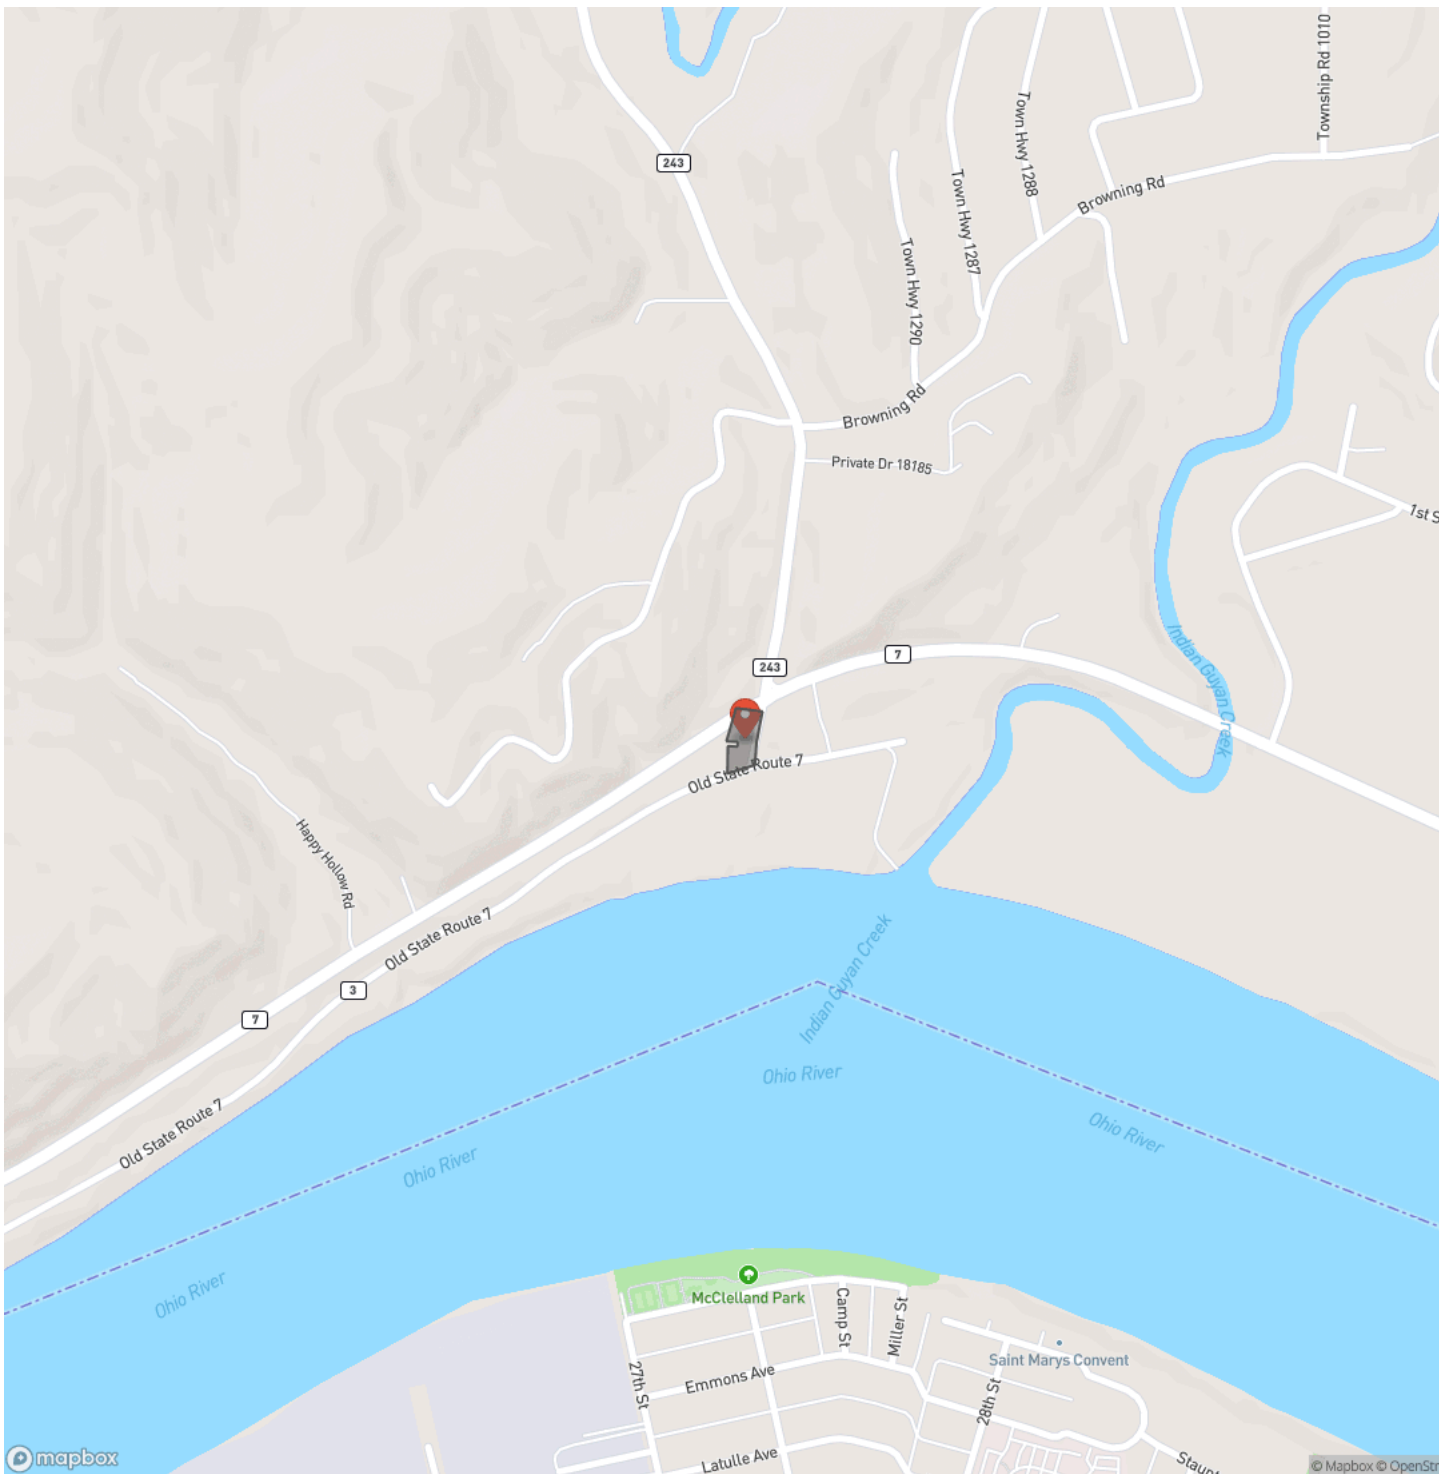 Township Rd 1010
243
Town Hwy 1288
Town Hwy 1287
Browning Rd
Town Hwy 1290
Browning Rd
Private Dr 18185
1st S
Indian Guyan Creek
7
243
Old State Route 7
Happy Hollow Rd
Old State Route 7
3
7
Indian Guyan Creek
Ohio River
Ohio River
Old State Route 7
Ohio River
Ohio River
McClelland Park
Camp St
Miller St
Saint Marys Convent
27th St
Emmons Ave
28th St
Latulle Ave
Staunt
mapbox
© Mapbox © OpenStr